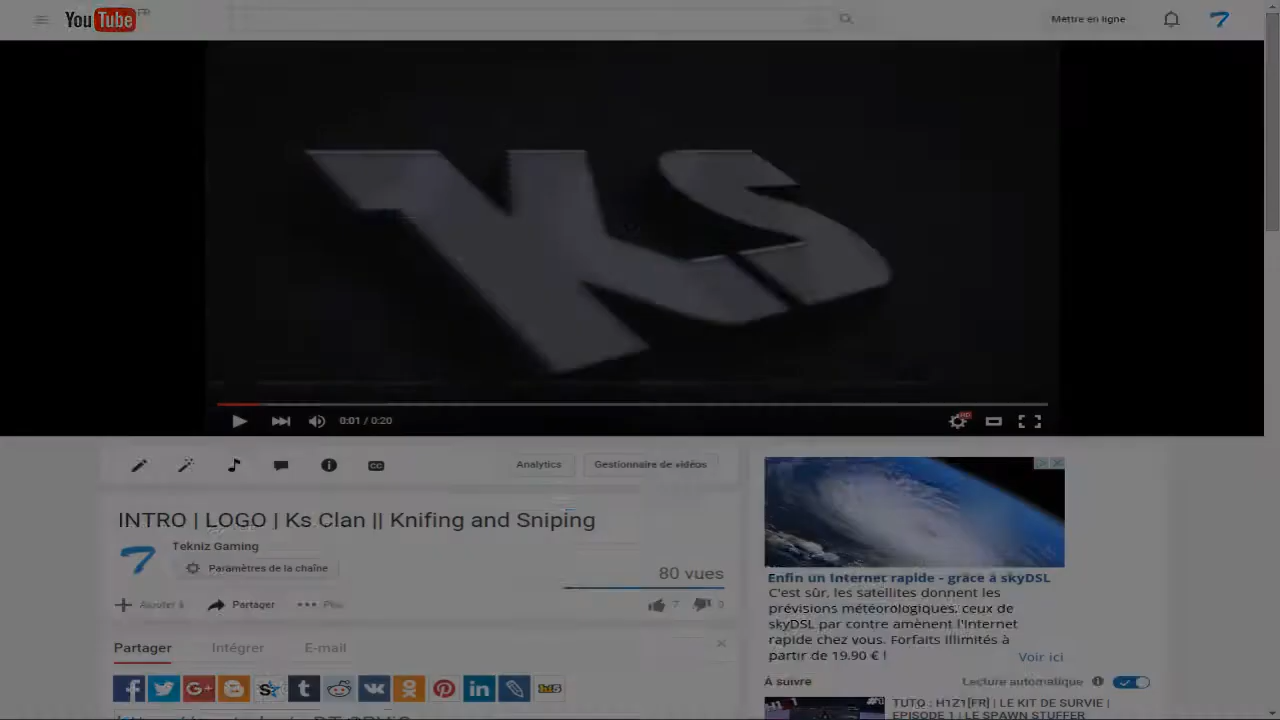 YouTube FR
Mettre en ligne
KS
0:01 / 0:20
HD
CC
Analytics
Gestionnaire de vidéos
INTRO | LOGO | Ks Clan || Knifing and Sniping
Tekniz Gaming
Paramètres de la chaîne
80 vues
Ajouter à
Partager
Plus
7
0
Partager
Intégrer
E-mail
Enfin un Internet rapide - grâce à skyDSL
C'est sûr, les satellites donnent les
prévisions météorologiques, ceux de
skyDSL par contre amènent l'Internet
rapide chez vous. Forfaits illimités à
partir de 19.90 € !
Voir ici
À suivre
Lecture automatique
TUTO : H1Z1[FR] | LE KIT DE SURVIE |
EPISODE 1 | LE SPAWN STUFFER